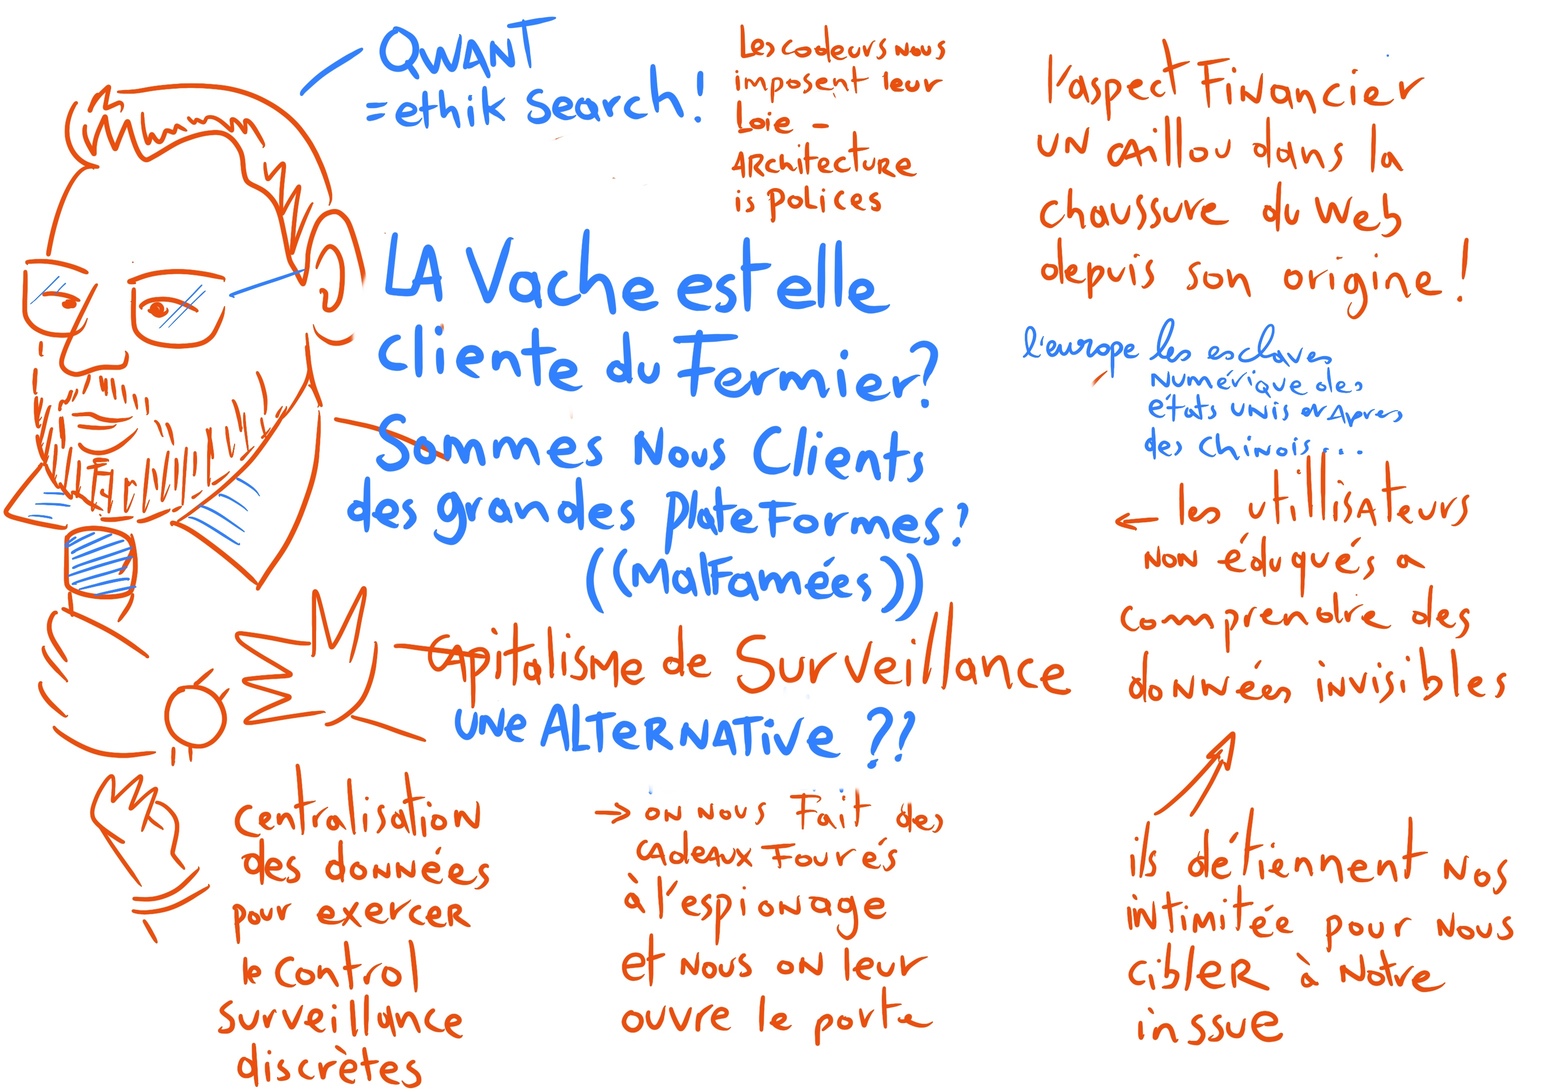 QWANT
= ethik search!
Les codeurs nous
imposent leur
Loie -
ARchitecture
is Polices
l'aspect Financier
UN cAillou dans la
chaussure du Web
depuis son origine!
LA Vache est elle
cliente du Fermier?
Sommes Nous Clients
des grandes PlateFormes?
((MalFamées))
l'europe les esclaves
Numérique des
états UNIS d'Apres
des Chinois...
← les utillisateurs
NON éduqués a
comprendre des
données invisibles
CApitalisme de Surveillance
UNe ALTeRNATive ??
centralisation
des données
pour exercer
le Control
surveillance
discrètes
→ ON NOUS Fait des
CAdeAUX Fourés
à l'espionage
et Nous ON leur
ouvre le porte
ils détiennent Nos
intimitée pour Nous
cibleR à Notre
inssue